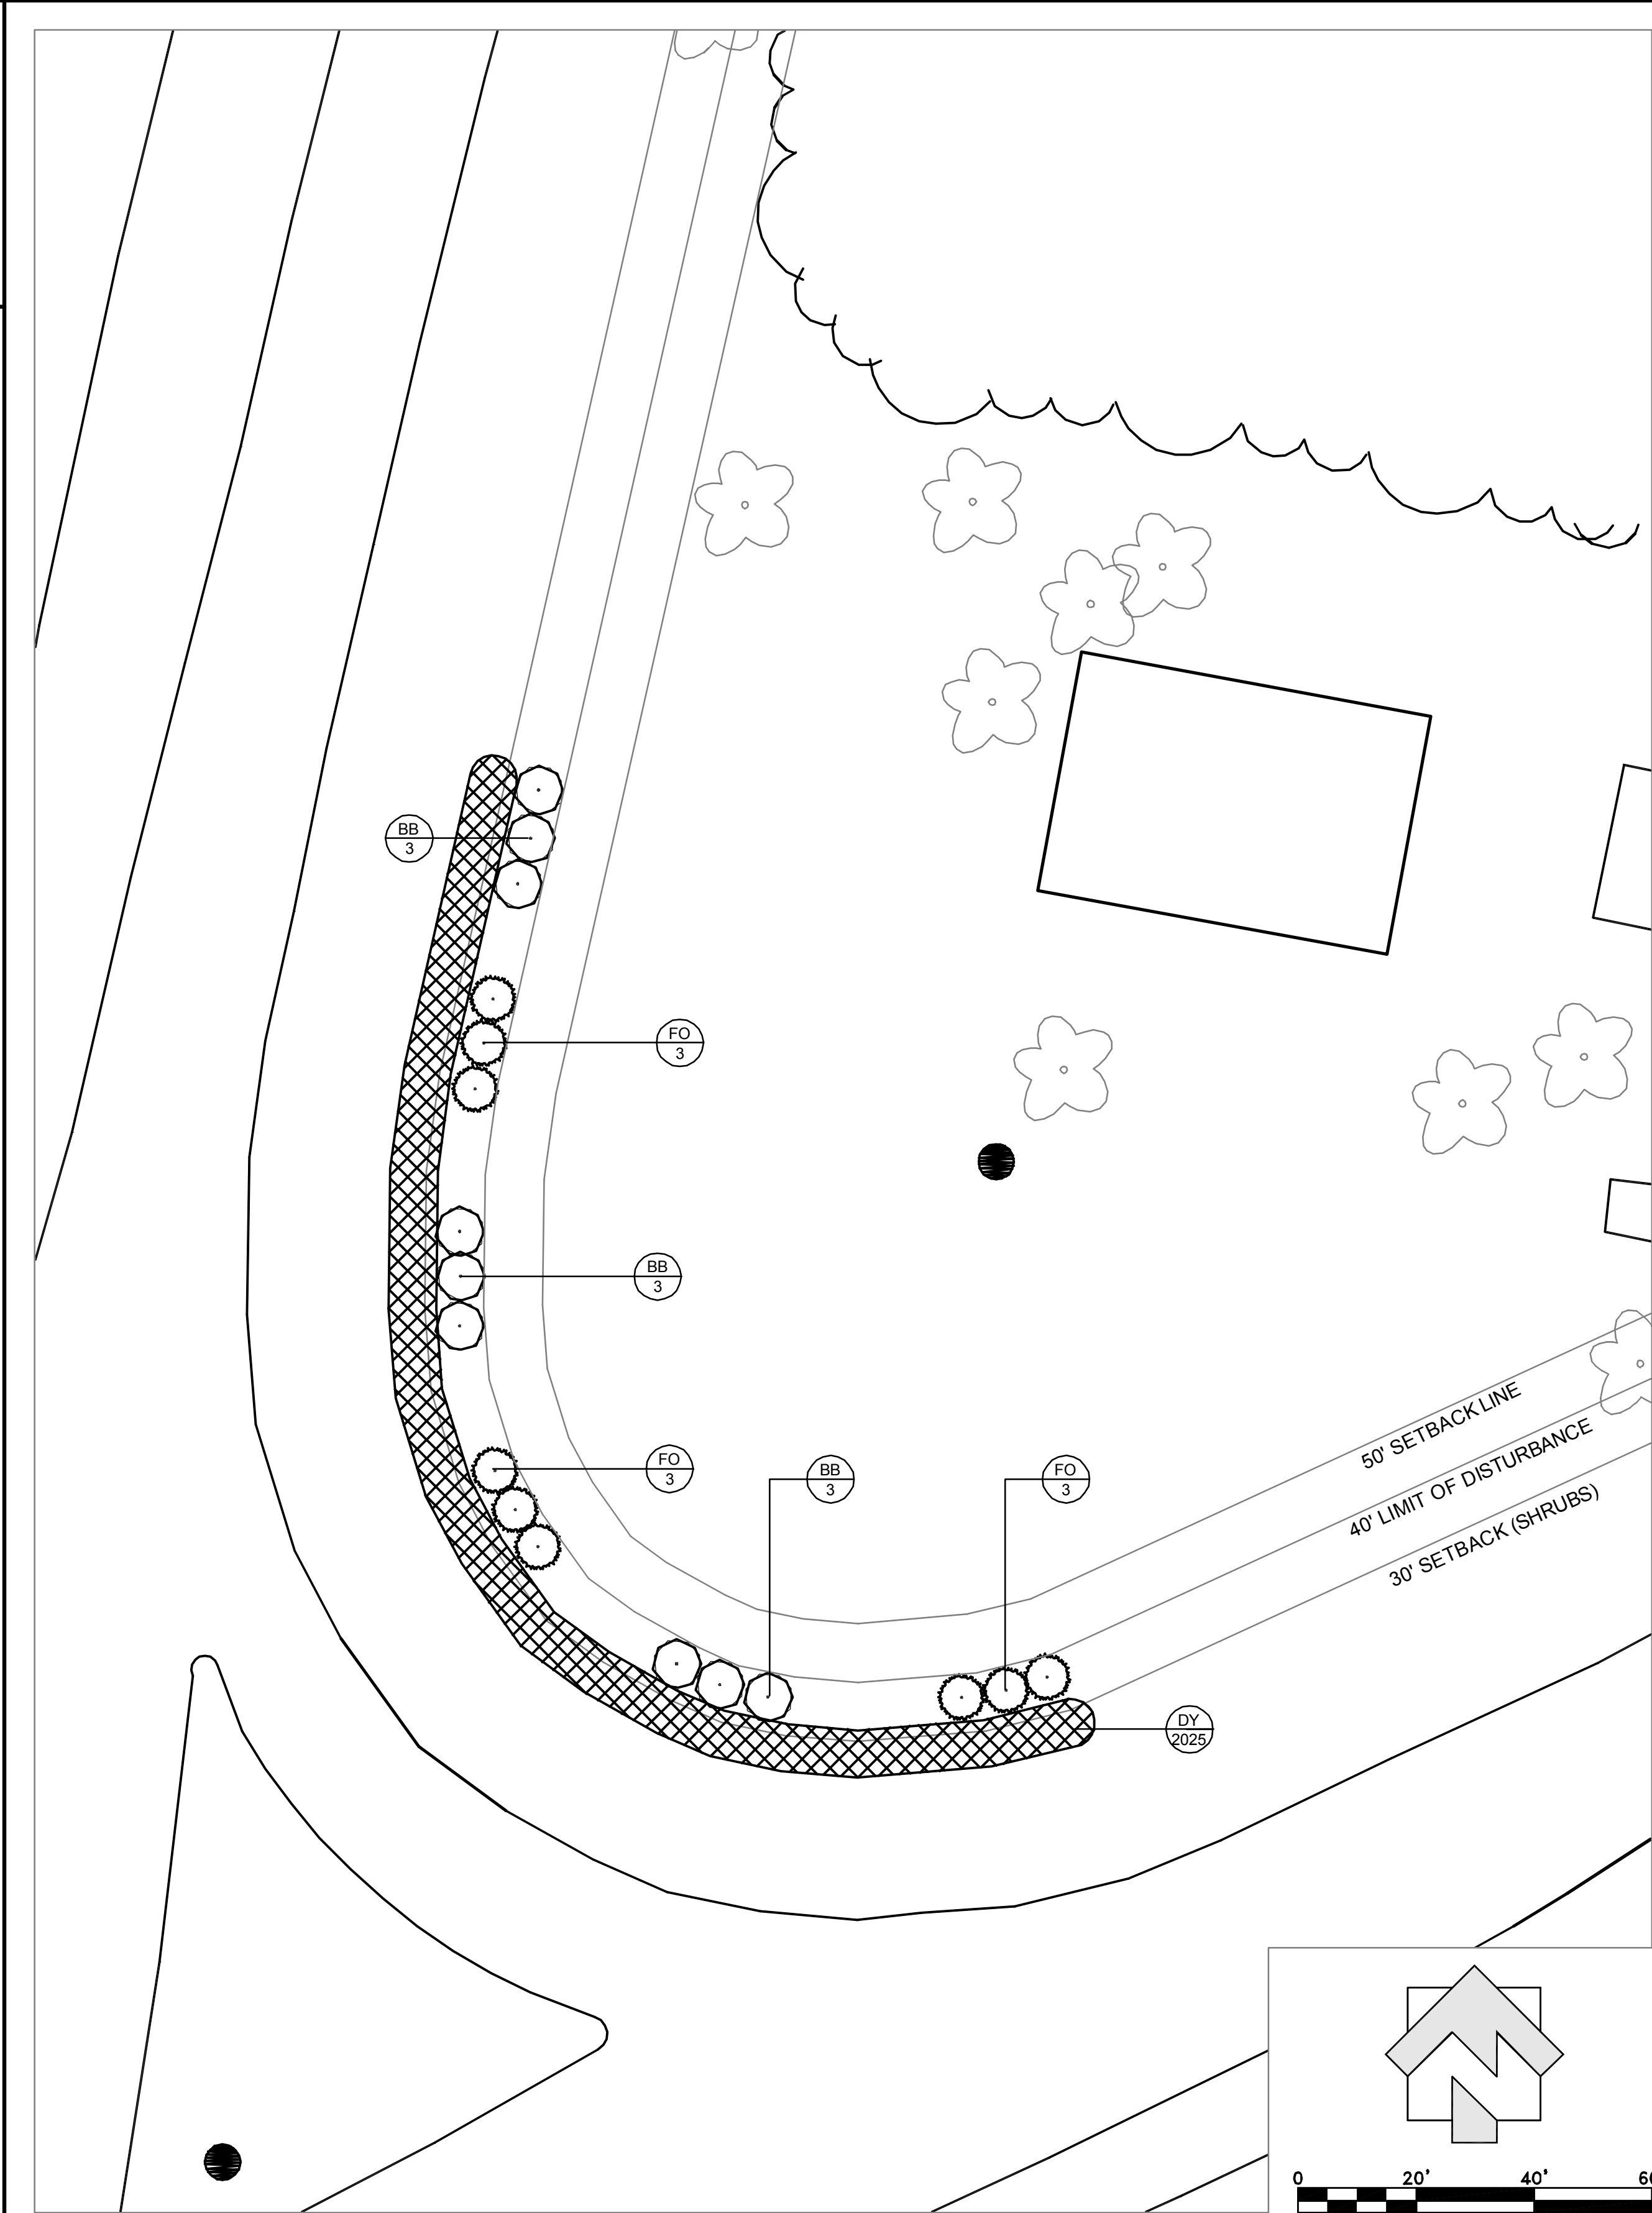 BB
3
FO
3
BB
3
FO
3
BB
3
FO
3
50' SETBACK LINE
40' LIMIT OF DISTURBANCE
30' SETBACK (SHRUBS)
DY
2025
0 20' 40'